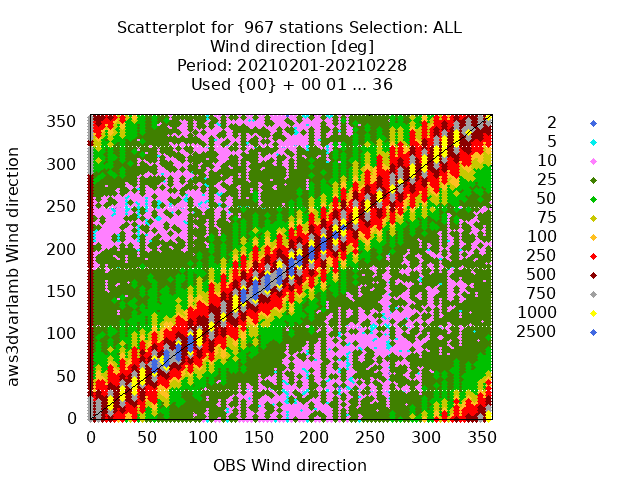 Scatterplot for  967 stations Selection: ALL
Wind direction [deg]
Period: 20210201-20210228
Used {00} + 00 01 ... 36
aws3dvarlamb Wind direction
350
300
250
200
150
100
50
0
0 50 100 150 200 250 300 350
OBS Wind direction
2
5
10
25
50
75
100
250
500
750
1000
2500